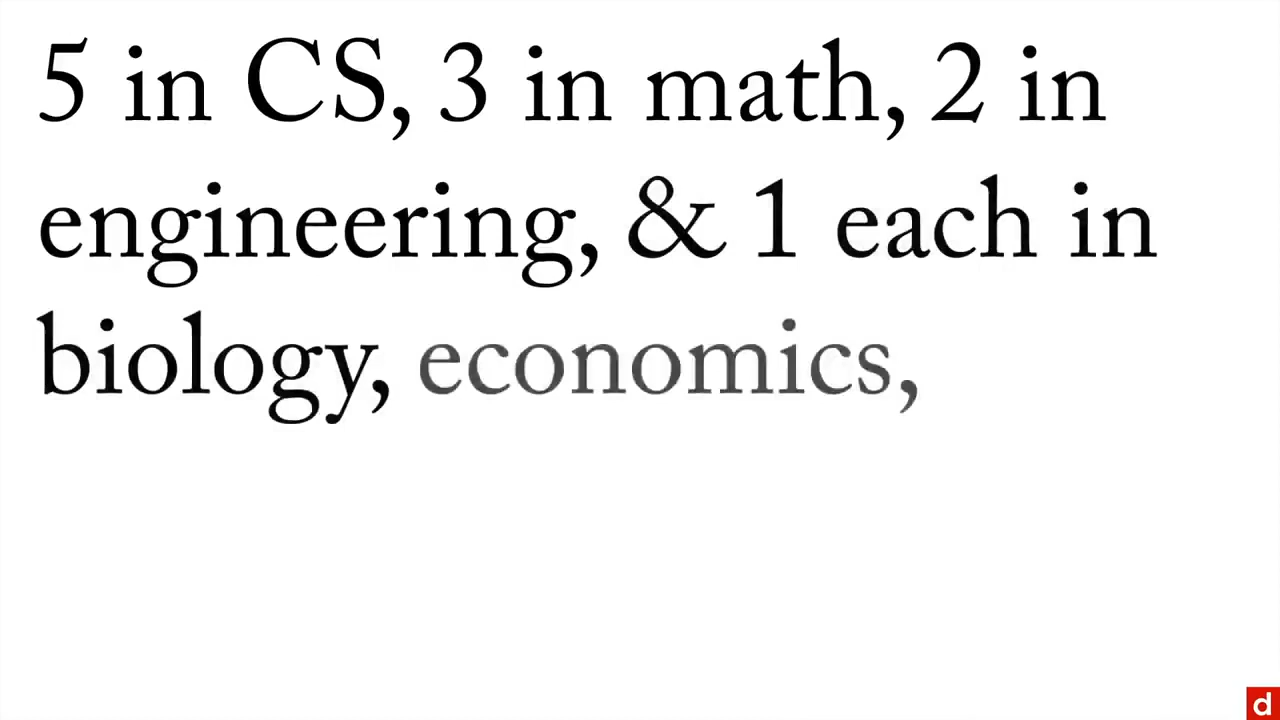 5 in CS, 3 in math, 2 in
engineering, & 1 each in
biology, economics,
d